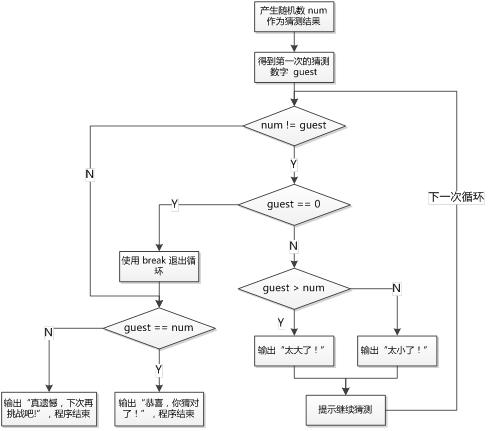 产生随机数 num
作为猜测结果
得到第一次的猜测
数字 guest
num != guest
N
Y
下一次循环
guest == 0
Y
N
使用 break 退出循
环
guest > num
N
Y
guest == num
输出“太大了！”
输出“太小了！”
N
Y
输出“真遗憾，下次再
挑战吧!”，程序结束
输出“恭喜，你猜对
了！”，程序结束
提示继续猜测